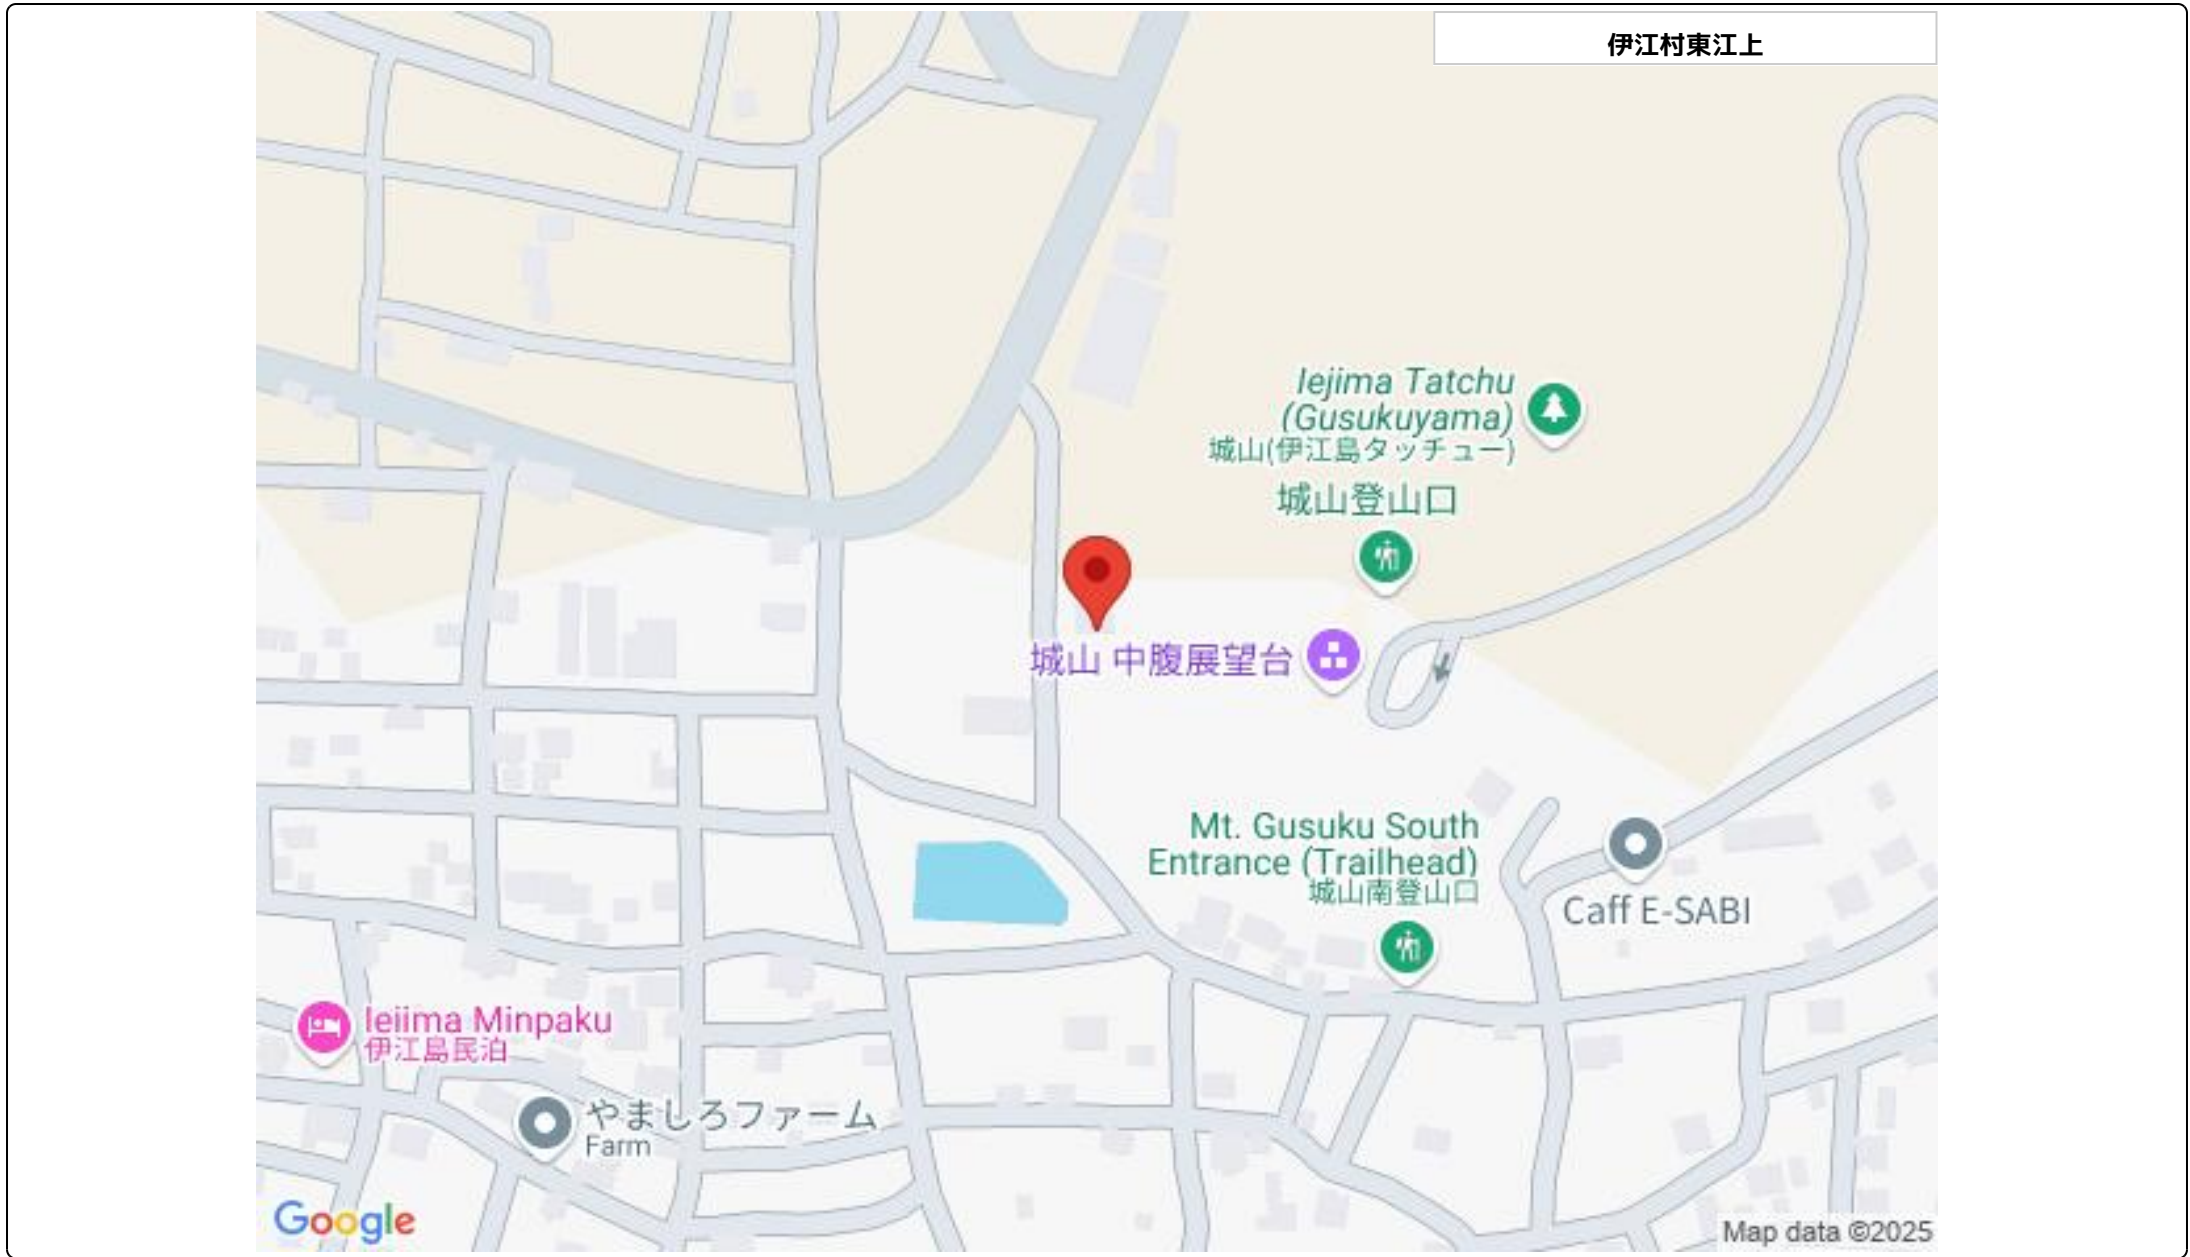 伊江村東江上
Iejima Tatchu
(Gusukuyama)
城山(伊江島タッチュー)
城山登山口
城山 中腹展望台
Mt. Gusuku South
Entrance (Trailhead)
城山南登山口
Caff E-SABI
Ieiima Minpaku
伊江島民泊
やましろファーム
Farm
Google
Map data ©2025